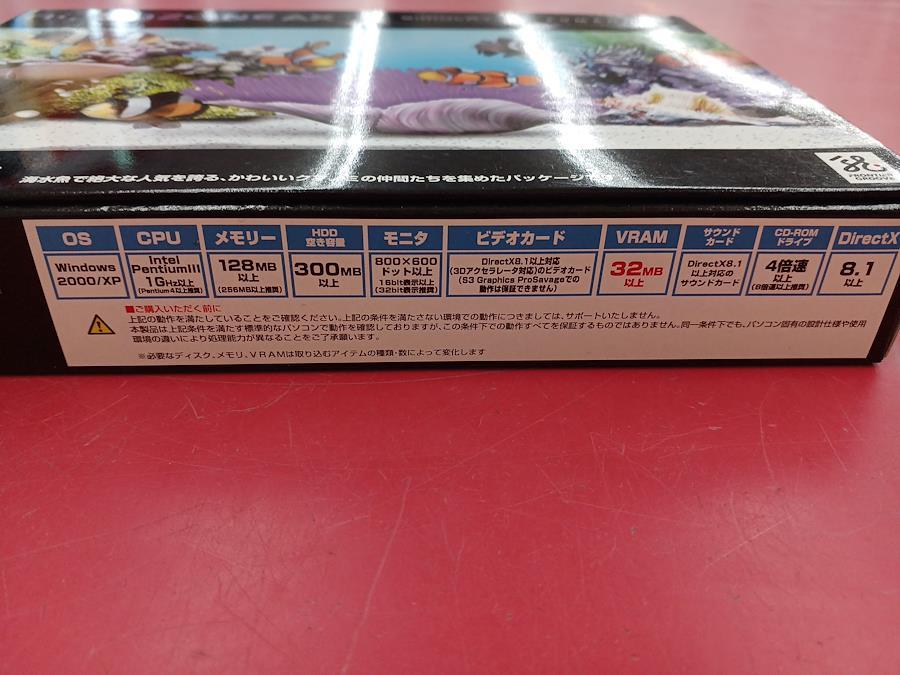 海水魚で絶大な人気を誇る、かわいいク
ミの仲間たちを集めたパッケージ
FRONTIER
GROOVE
OS
CPU
メモリー
HDD
空き容量
モニタ
ビデオカード
VRAM
サウンド
カード
CD-ROM
ドライブ
DirectX
Windows
2000/XP
Intel
PentiumIII
1GHz以上
(Pentium4以上推奨)
128MB
以上
(256MB以上推奨)
300MB
以上
800×600
ドット以上
16bit表示以上
(32bit表示推奨)
DirectX8.1以上対応
(3Dアクセラレータ対応)のビデオカード
(S3 Graphics ProSavageでの
動作は保証できません)
32MB
以上
DirectX8.1
以上対応の
サウンドカード
4倍速
以上
(8倍速以上推奨)
8.1
以上
■ご購入いただく前に
上記の動作を満たしていることをご確認ください。上記の条件を満たさない環境での動作につきましては、サポートいたしません。
本製品は上記条件を満たす標準的なパソコンで動作を確認しておりますが、この条件下での動作すべてを保証するものではありません。同一条件下でも、パソコン固有の設計仕様や使用
環境の違いにより処理能力が異なることをご了承願います。
※必要なディスク、メモリ、VRAMは取り込むアイテムの種類・数によって変化します